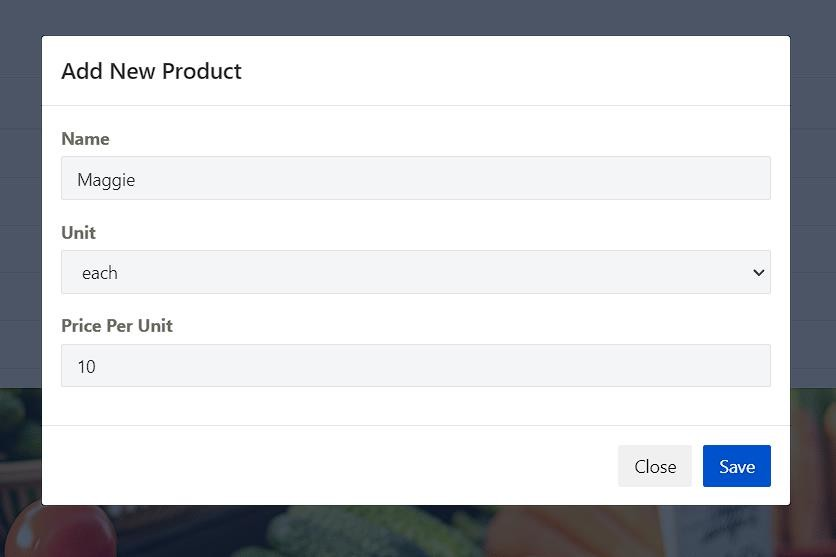 Add New Product
Name
Maggie
Unit
each
Price Per Unit
10
Close Save